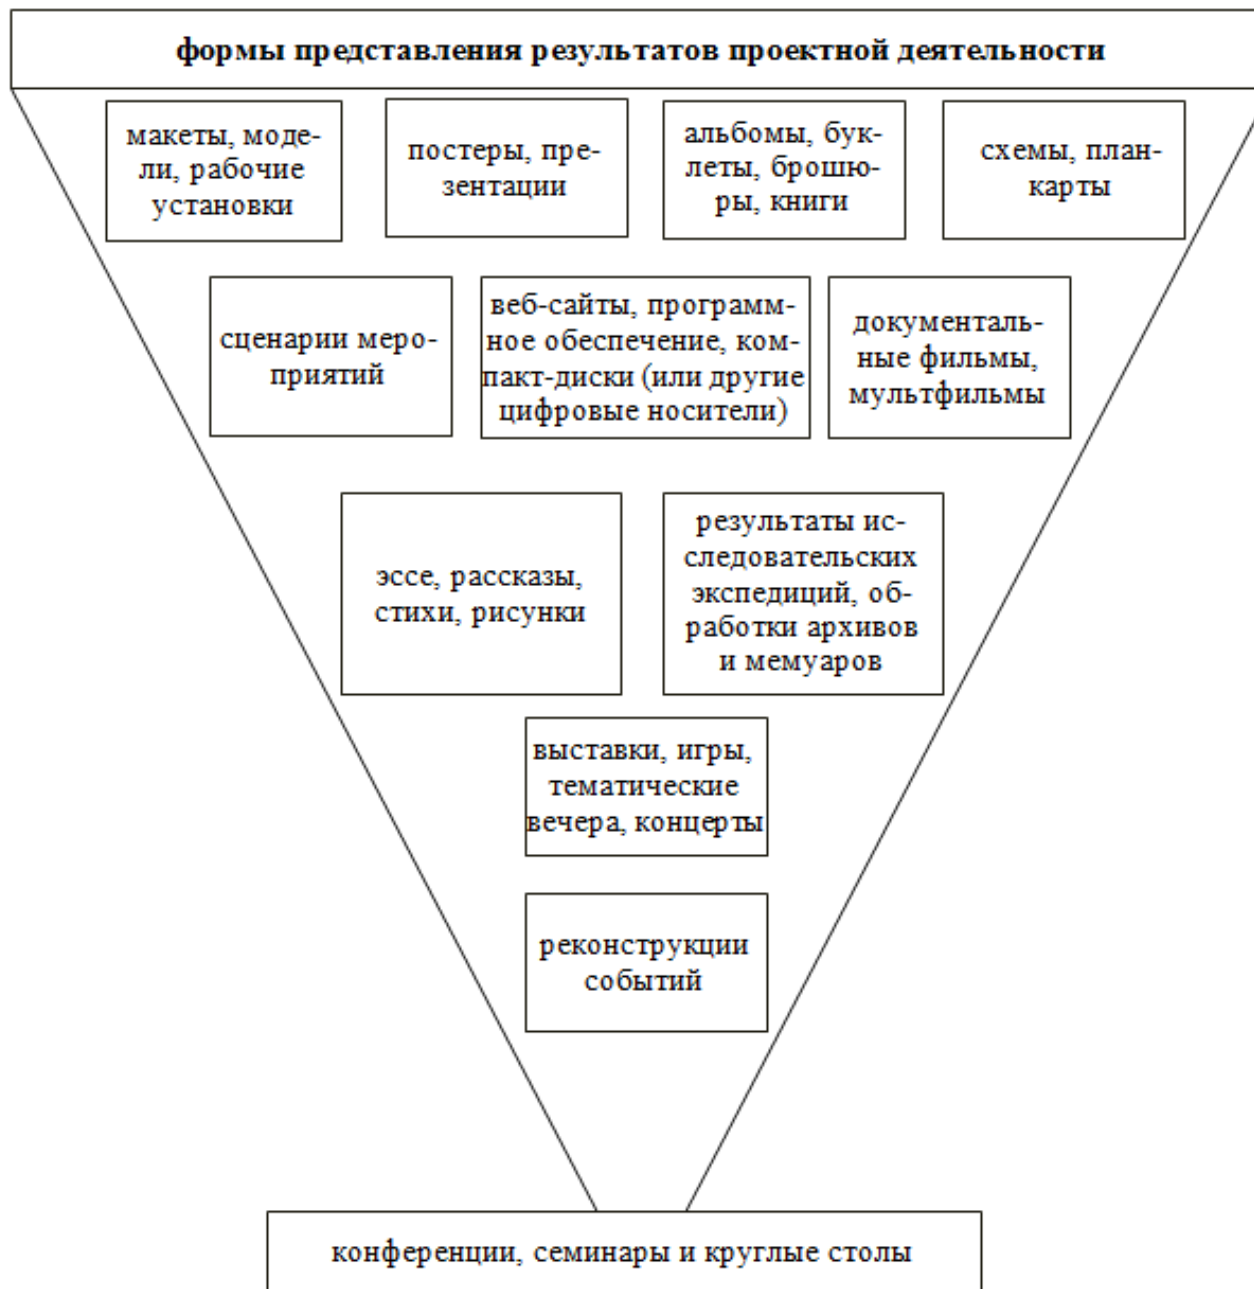 формы представления результатов проектной деятельности
макеты, моде-
ли, рабочие
установки
постеры, пре-
зентации
альбомы, бук-
леты, брошю-
ры, книги
схемы, план-
карты
сценарии меро-
приятий
веб-сайты, программ-
ное обеспечение, ком-
пакт-диски (или другие
цифровые носители)
документаль-
ные фильмы,
мультфильмы
эссе, рассказы,
стихи, рисунки
результаты ис-
следовательских
экспедиций, об-
работки архивов
и мемуаров
выставки, игры,
тематические
вечера, концерты
реконструкции
событий
конференции, семинары и круглые столы